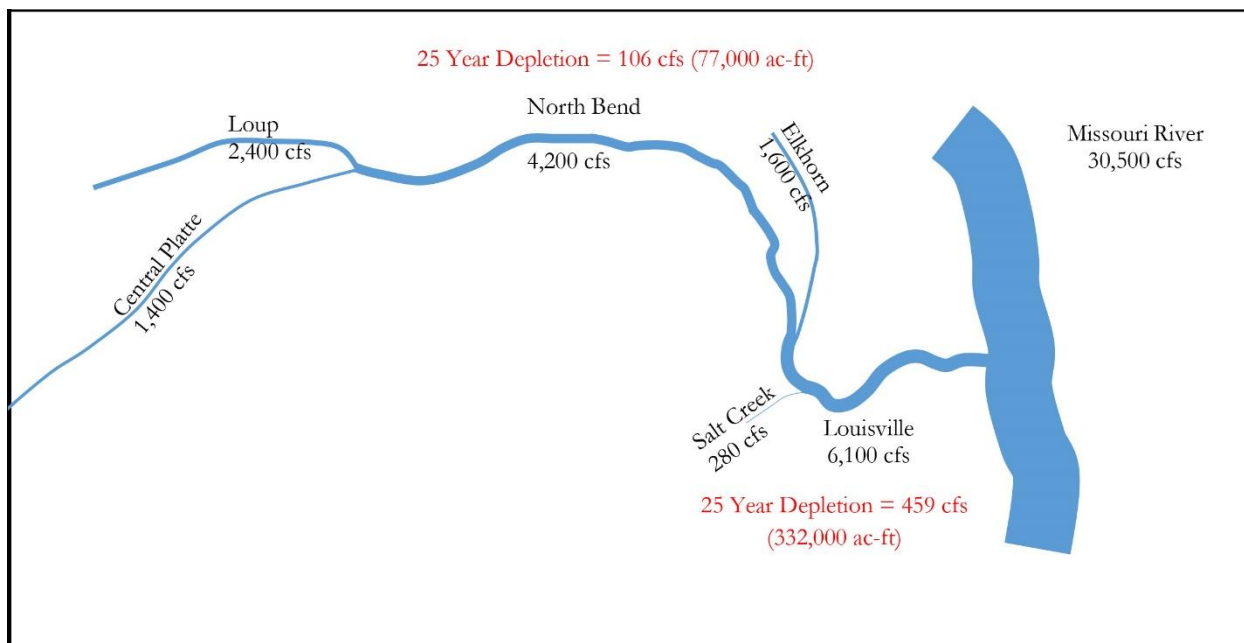 25 Year Depletion = 106 cfs (77,000 ac-ft)
Loup
2,400 cfs
North Bend
4,200 cfs
Elkhorn
1,600 cfs
Missouri River
30,500 cfs
Central Platte
1,400 cfs
Salt Creek
280 cfs
Louisville
6,100 cfs
25 Year Depletion = 459 cfs
(332,000 ac-ft)